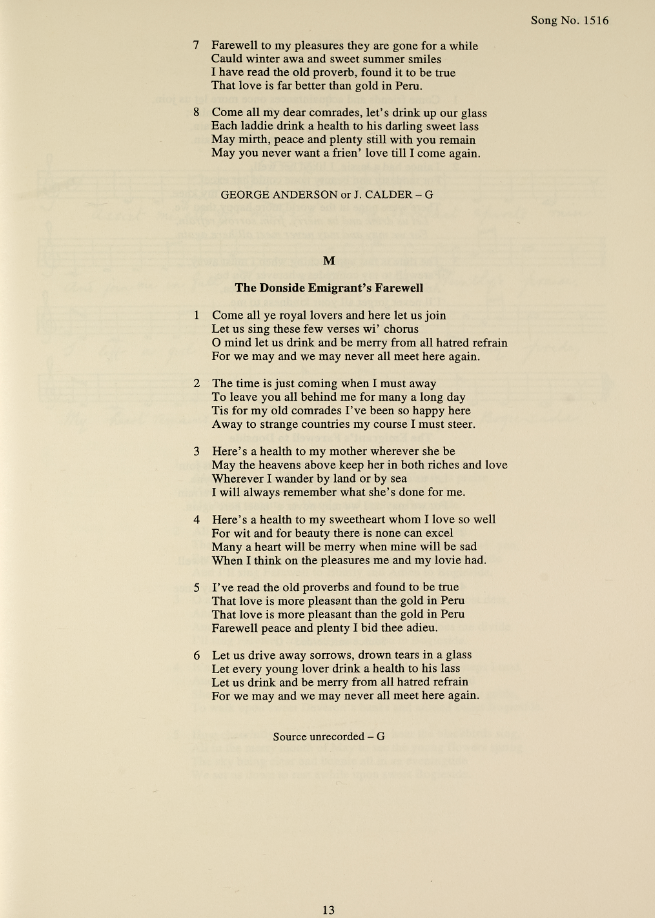 Song No. 1516
7 Farewell to my pleasures they are gone for a while
Cauld winter awa and sweet summer smiles
I have read the old proverb, found it to be true
That love is far better than gold in Peru.
8 Come all my dear comrades, let's drink up our glass
Each laddie drink a health to his darling sweet lass
May mirth, peace and plenty still with you remain
May you never want a frien' love till I come again.
GEORGE ANDERSON or J. CALDER – G
M
The Donside Emigrant's Farewell
1 Come all ye royal lovers and here let us join
Let us sing these few verses wi' chorus
O mind let us drink and be merry from all hatred refrain
For we may and we may never all meet here again.
2 The time is just coming when I must away
To leave you all behind me for many a long day
Tis for my old comrades I've been so happy here
Away to strange countries my course I must steer.
3 Here's a health to my mother wherever she be
May the heavens above keep her in both riches and love
Wherever I wander by land or by sea
I will always remember what she's done for me.
4 Here's a health to my sweetheart whom I love so well
For wit and for beauty there is none can excel
Many a heart will be merry when mine will be sad
When I think on the pleasures me and my lovie had.
5 I've read the old proverbs and found to be true
That love is more pleasant than the gold in Peru
That love is more pleasant than the gold in Peru
Farewell peace and plenty I bid thee adieu.
6 Let us drive away sorrows, drown tears in a glass
Let every young lover drink a health to his lass
Let us drink and be merry from all hatred refrain
For we may and we may never all meet here again.
Source unrecorded – G
13